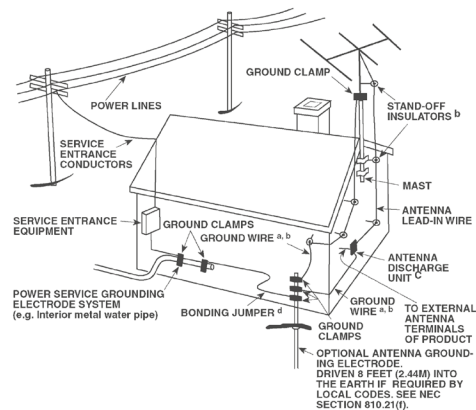 GROUND CLAMP
POWER LINES
STAND-OFF
INSULATORS b
SERVICE
ENTRANCE
CONDUCTORS
MAST
ANTENNA
LEAD-IN WIRE
SERVICE ENTRANCE
EQUIPMENT
GROUND CLAMPS
GROUND WIRE a, b
ANTENNA
DISCHARGE
UNIT C
POWER SERVICE GROUNDING
ELECTRODE SYSTEM
(e.g. Interior metal water pipe)
BONDING JUMPER d
GROUND
WIRE a, b
TO EXTERNAL
ANTENNA
TERMINALS
OF PRODUCT
GROUND
CLAMPS
OPTIONAL ANTENNA GROUND-
ING ELECTRODE.
DRIVEN 8 FEET (2.44M) INTO
THE EARTH IF REQUIRED BY
LOCAL CODES. SEE NEC
SECTION 810.21(f).